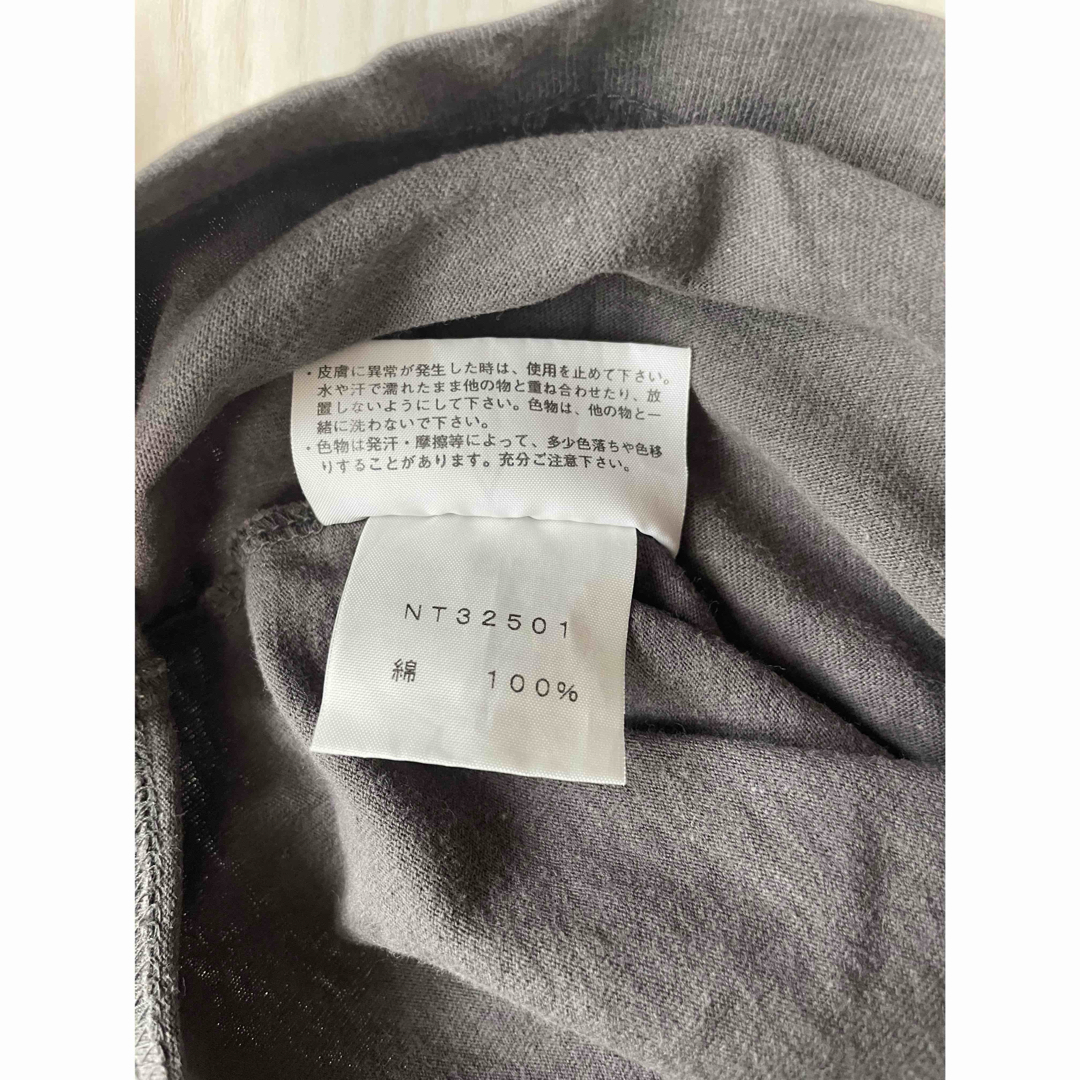 ・皮膚に異常が発生した時は、使用を止めて下さい。
水や汗で濡れたまま他の物と重ね合わせたり、放
置しないようにして下さい。色物は、他の物と一
緒に洗わないで下さい。
・色物は発汗・摩擦等によって、多少色落ちや色移
りすることがあります。充分ご注意下さい。
NT32501
綿 100%